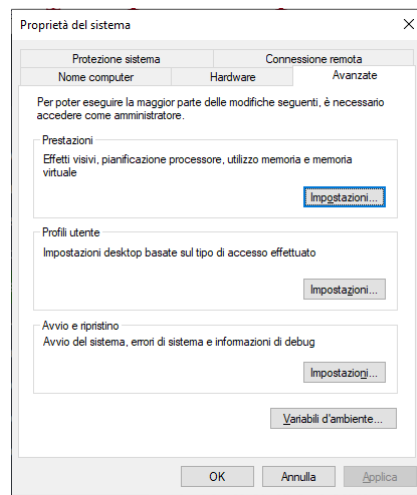 Proprietà del sistema
Protezione sistema
Connessione remota
Nome computer
Hardware
Avanzate
Per poter eseguire la maggior parte delle modifiche seguenti, è necessario
accedere come amministratore.
Prestazioni
Effetti visivi, pianificazione processore, utilizzo memoria e memoria
virtuale
Impostazioni...
Profili utente
Impostazioni desktop basate sul tipo di accesso effettuato
Impostazioni...
Avvio e ripristino
Avvio del sistema, errori di sistema e informazioni di debug
Impostazioni...
Variabili d'ambiente...
OK
Annulla
Applica